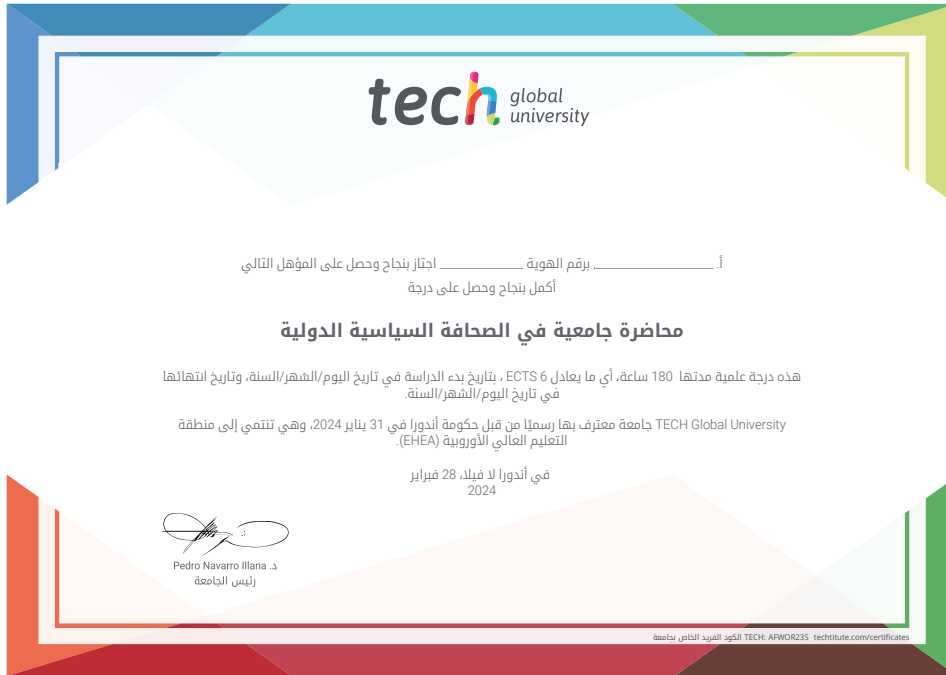 tech global
university
أ. ____________________, برقم الهوية ______________ اجتاز بنجاح وحصل على المؤهل التالي
أكمل بنجاح وحصل على درجة
محاضرة جامعية في الصحافة السياسية الدولية
هذه درجة علمية مدتها 180 ساعة، أي ما يعادل 6 ECTS ، بتاريخ بدء الدراسة في تاريخ اليوم/الشهر/السنة، وتاريخ انتهائها
في تاريخ اليوم/الشهر/السنة.
TECH Global University جامعة معترف بها رسميًا من قبل حكومة أندورا في 31 يناير 2024، وهي تنتمي إلى منطقة
التعليم العالي الأوروبية (EHEA).
في أندورا لا فيلا، 28 فبراير
2024
د. Pedro Navarro Illana
رئيس الجامعة
الكود الفريد الخاص بجامعة TECH: AFWOR23S techtitute.com/certificates